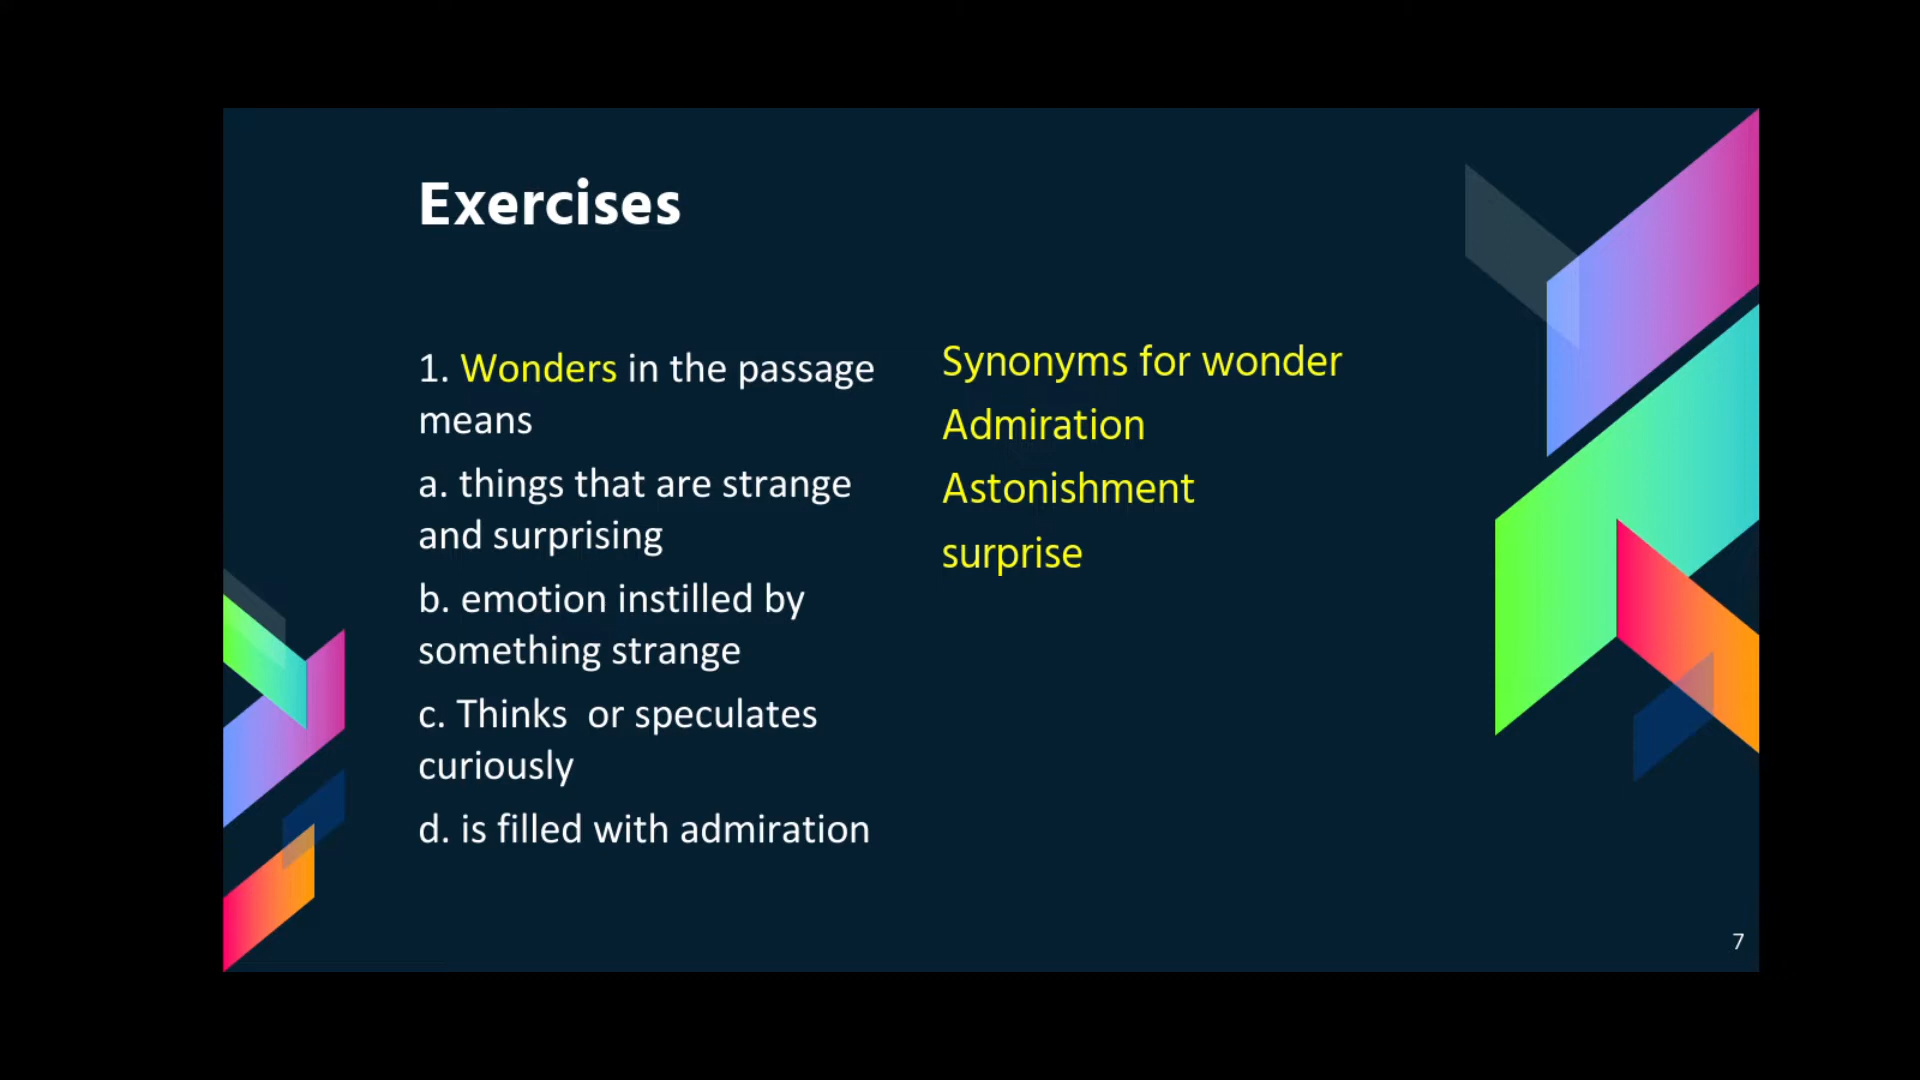 Exercises
1. Wonders in the passage
means
a. things that are strange
and surprising
b. emotion instilled by
something strange
c. Thinks  or speculates
curiously
d. is filled with admiration
Synonyms for wonder
Admiration
Astonishment
surprise
7